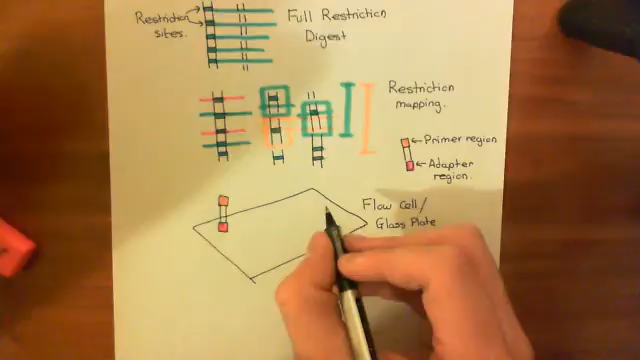 Restriction
sites.
Full Restriction
Digest
Restriction
mapping.
Primer region
Adapter
region.
Flow Cell/
Glass Plate